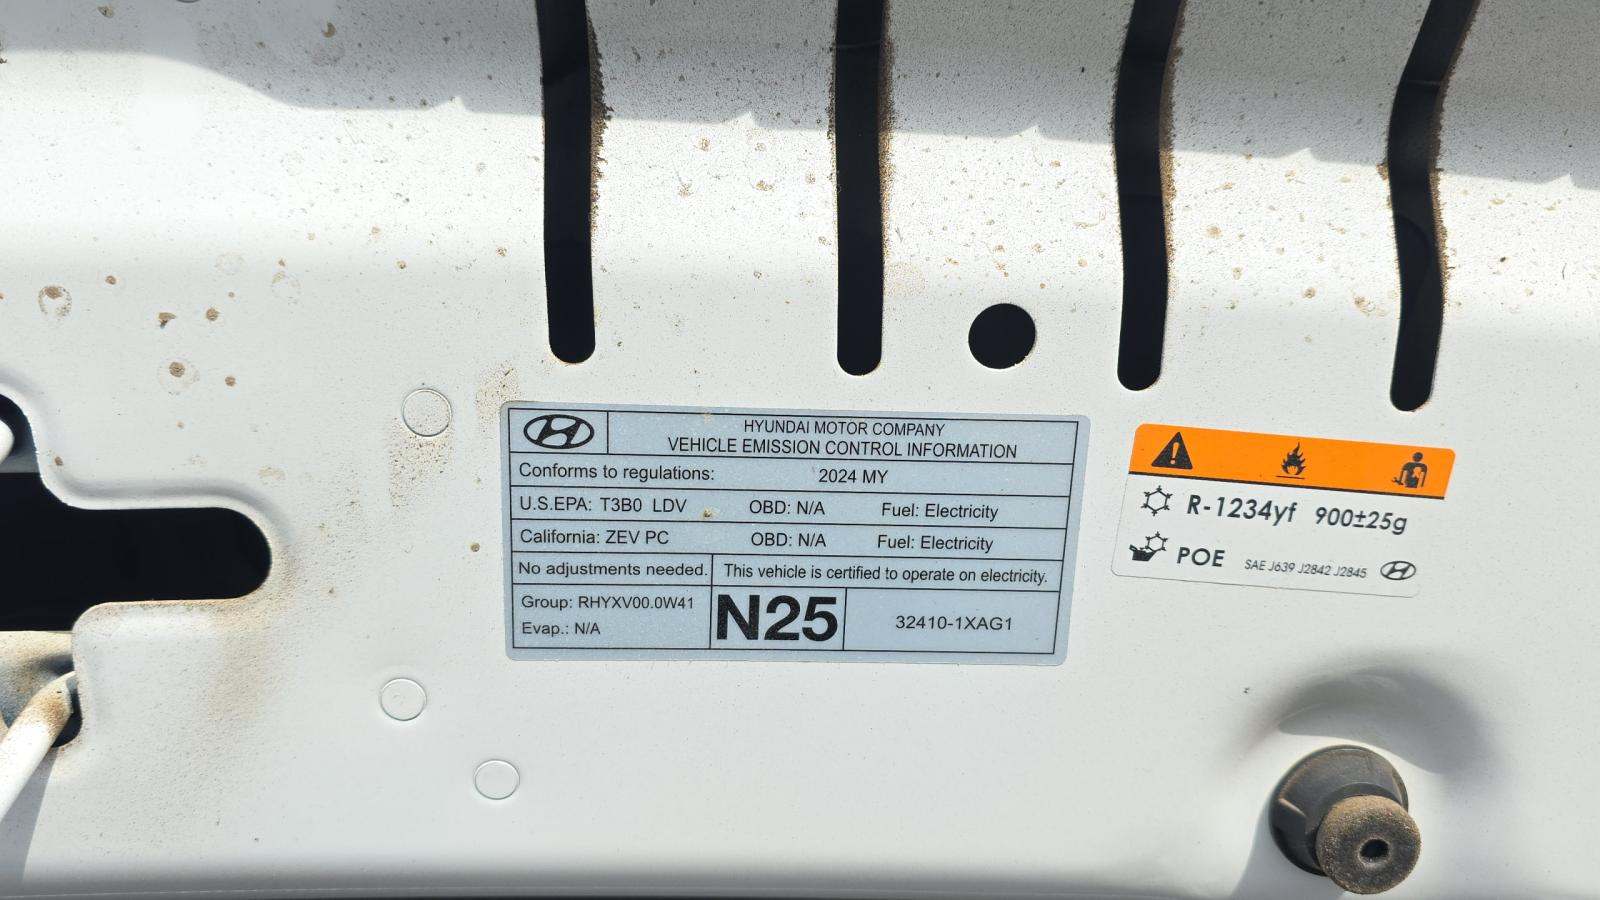 HYUNDAI MOTOR COMPANY
VEHICLE EMISSION CONTROL INFORMATION
Conforms to regulations: 2024 MY
U.S.EPA: T3B0 LDV OBD: N/A Fuel: Electricity
California: ZEV PC OBD: N/A Fuel: Electricity
No adjustments needed. This vehicle is certified to operate on electricity.
Group: RHYXV00.0W41
Evap.: N/A
N25
32410-1XAG1
R-1234yf 900±25g
POE SAE J639 J2842 J2845